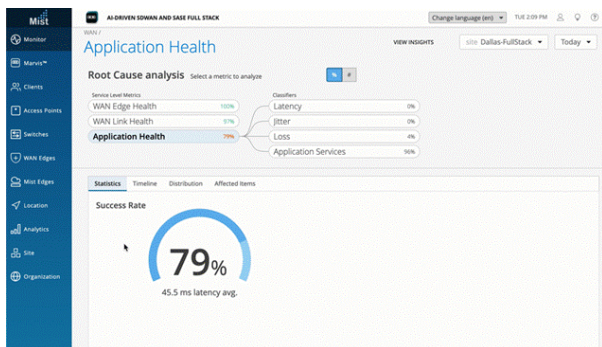 Mist
AI-DRIVEN SDWAN AND SASE FULL STACK
Change language (en)
TUE 2:09 PM
Monitor
Marvis™
Clients
Access Points
Switches
WAN Edges
Mist Edges
Location
Analytics
Site
Organization
WAN /
Application Health
VIEW INSIGHTS
site Dallas-FullStack
Today
Root Cause analysis Select a metric to analyze
% #
Service Level Metrics
Classifiers
WAN Edge Health 100%
Latency 0%
WAN Link Health 97%
Jitter 0%
Application Health 79%
Loss 4%
Application Services 96%
Statistics Timeline Distribution Affected Items
Success Rate
79%
45.5 ms latency avg.